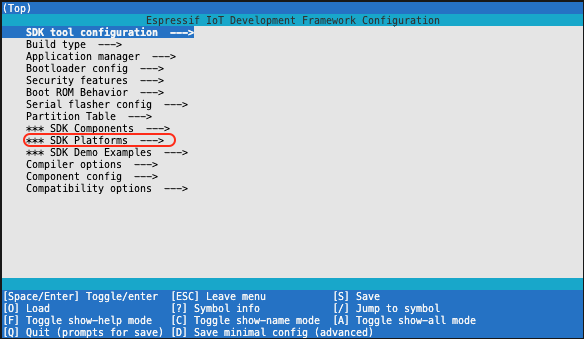 (Top)
Espressif IoT Development Framework Configuration
SDK tool configuration  --->
Build type  --->
Application manager  --->
Bootloader config  --->
Security features  --->
Boot ROM Behavior  --->
Serial flasher config  --->
Partition Table  --->
*** SDK Components  --->
*** SDK Platforms  --->
*** SDK Demo Examples  --->
Compiler options  --->
Component config  --->
Compatibility options  --->
[Space/Enter] Toggle/enter  [ESC] Leave menu           [S] Save
[O] Load                    [?] Symbol info            [/] Jump to symbol
[F] Toggle show-help mode   [C] Toggle show-name mode  [A] Toggle show-all mode
[Q] Quit (prompts for save) [D] Save minimal config (advanced)